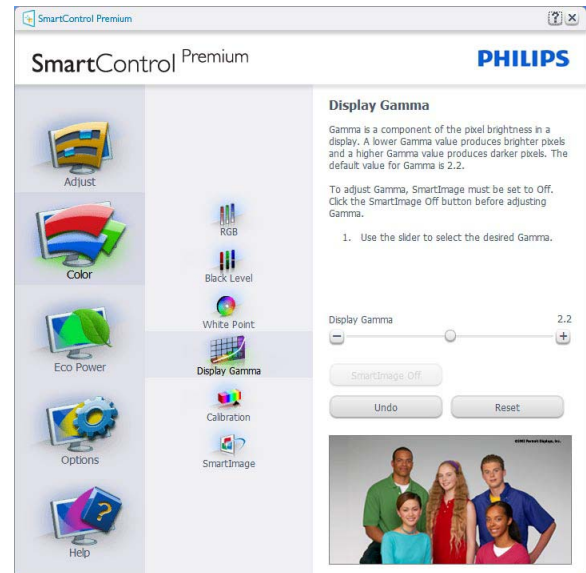 SmartControl Premium
SmartControl Premium
PHILIPS
Adjust
Color
Eco Power
Options
Help
RGB
Black Level
White Point
Display Gamma
Calibration
SmartImage
Display Gamma
Gamma is a component of the pixel brightness in a
display. A lower Gamma value produces brighter pixels
and a higher Gamma value produces darker pixels. The
default value for Gamma is 2.2.
To adjust Gamma, SmartImage must be set to Off.
Click the SmartImage Off button before adjusting
Gamma.
1. Use the slider to select the desired Gamma.
Display Gamma 2.2
SmartImage Off
Undo Reset